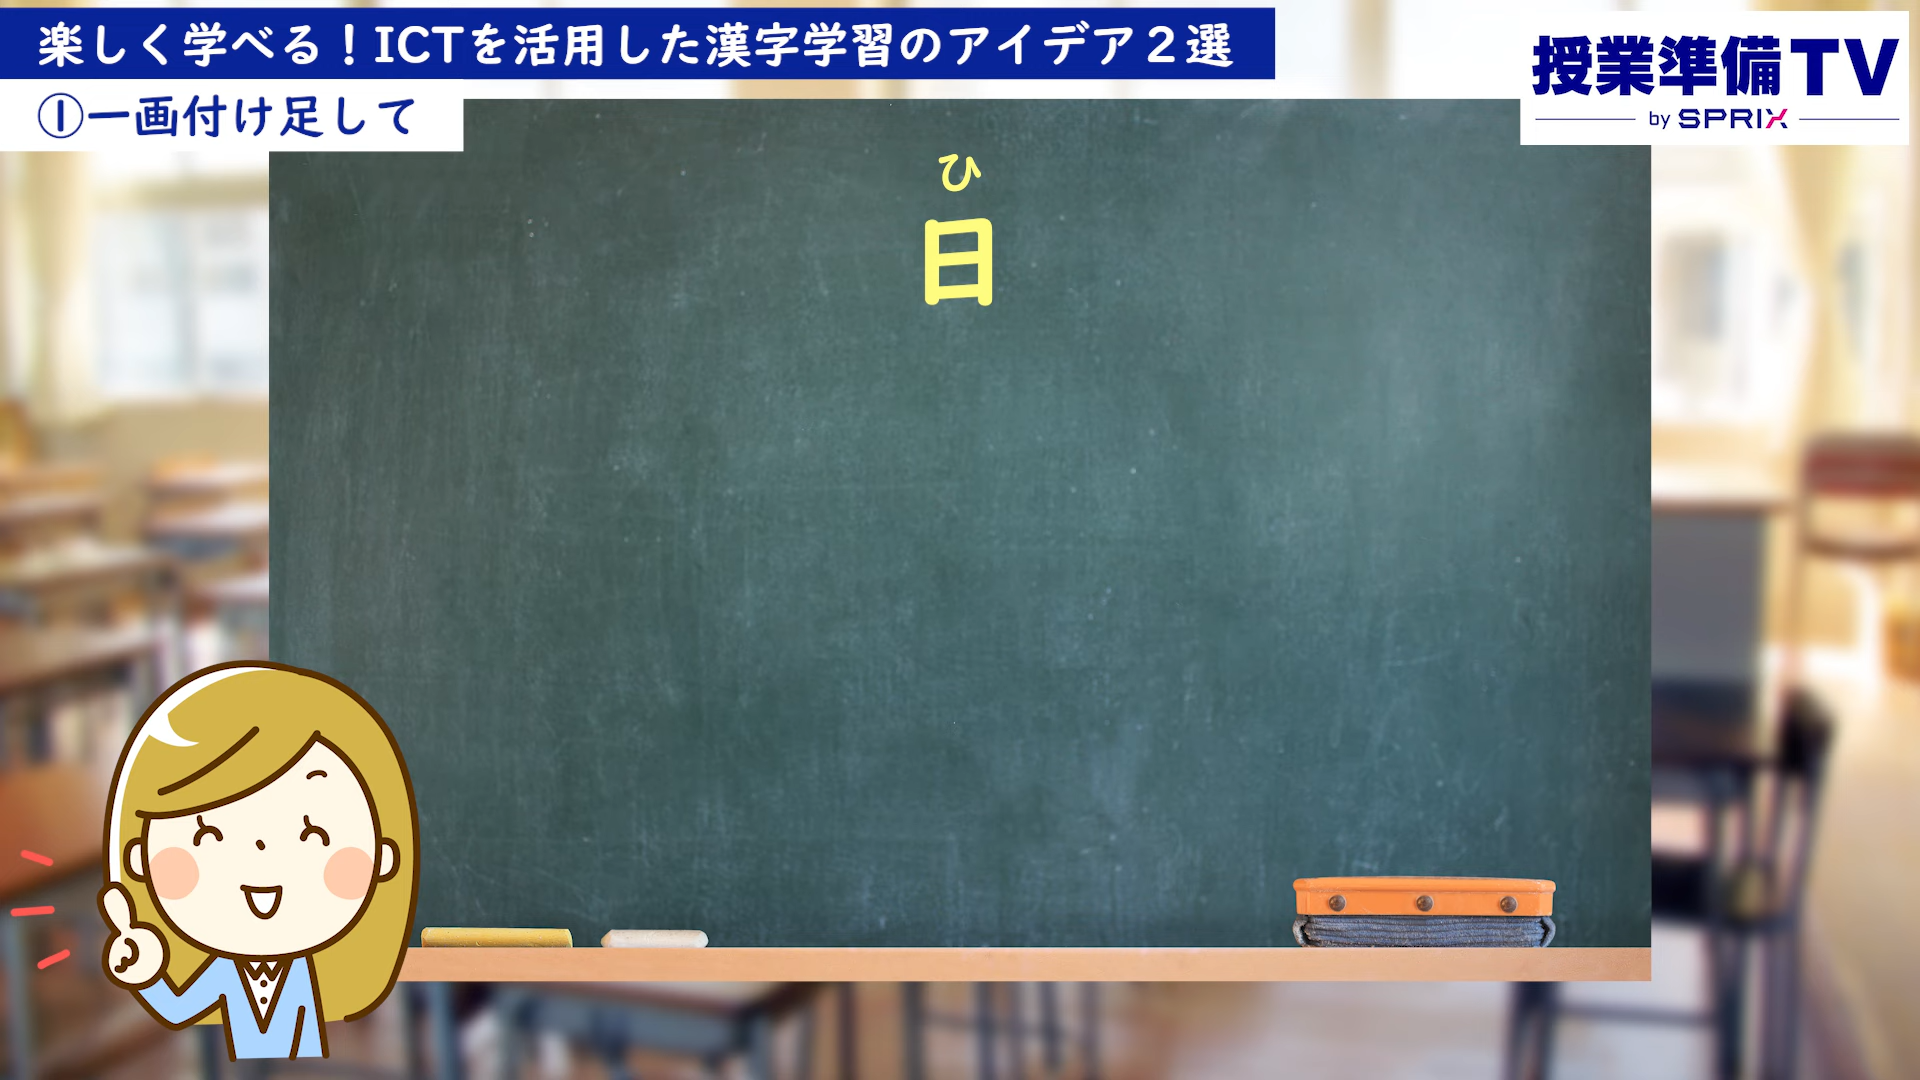 楽しく学べる！ICTを活用した漢字学習のアイデア２選
①一画付け足して
授業準備TV
by SPRIX
ひ
日